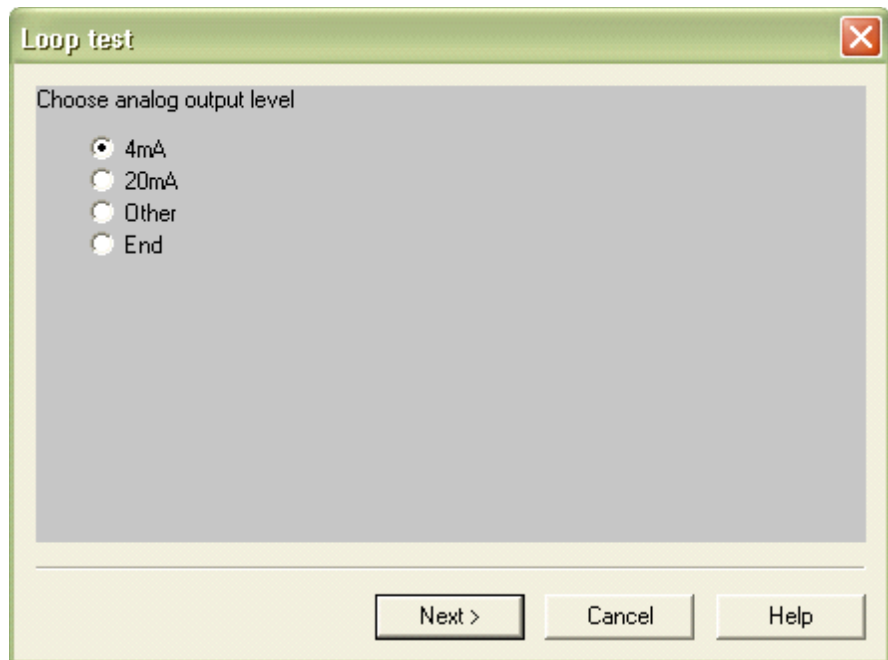 Loop test
Choose analog output level
4mA
20mA
Other
End
Next > Cancel Help